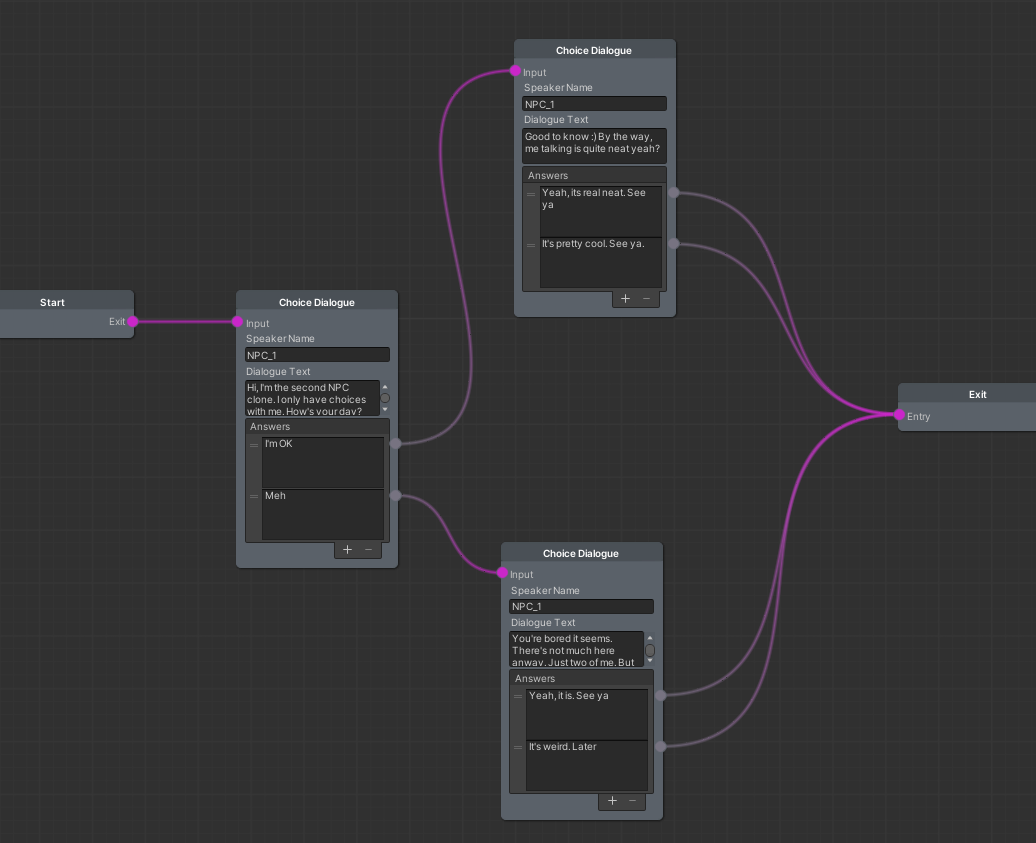 Start
Exit
Choice Dialogue
Input
Speaker Name
NPC_1
Dialogue Text
Hi, I'm the second NPC
clone. I only have choices
with me. How's your day?
Answers
I'm OK
Meh
+ −
Choice Dialogue
Input
Speaker Name
NPC_1
Dialogue Text
Good to know :) By the way,
me talking is quite neat yeah?
Answers
Yeah, its real neat. See
ya
It's pretty cool. See ya.
+ −
Choice Dialogue
Input
Speaker Name
NPC_1
Dialogue Text
You're bored it seems.
There's not much here
anway. Just two of me. But
Answers
Yeah, it is. See ya
It's weird. Later
+ −
Exit
Entry